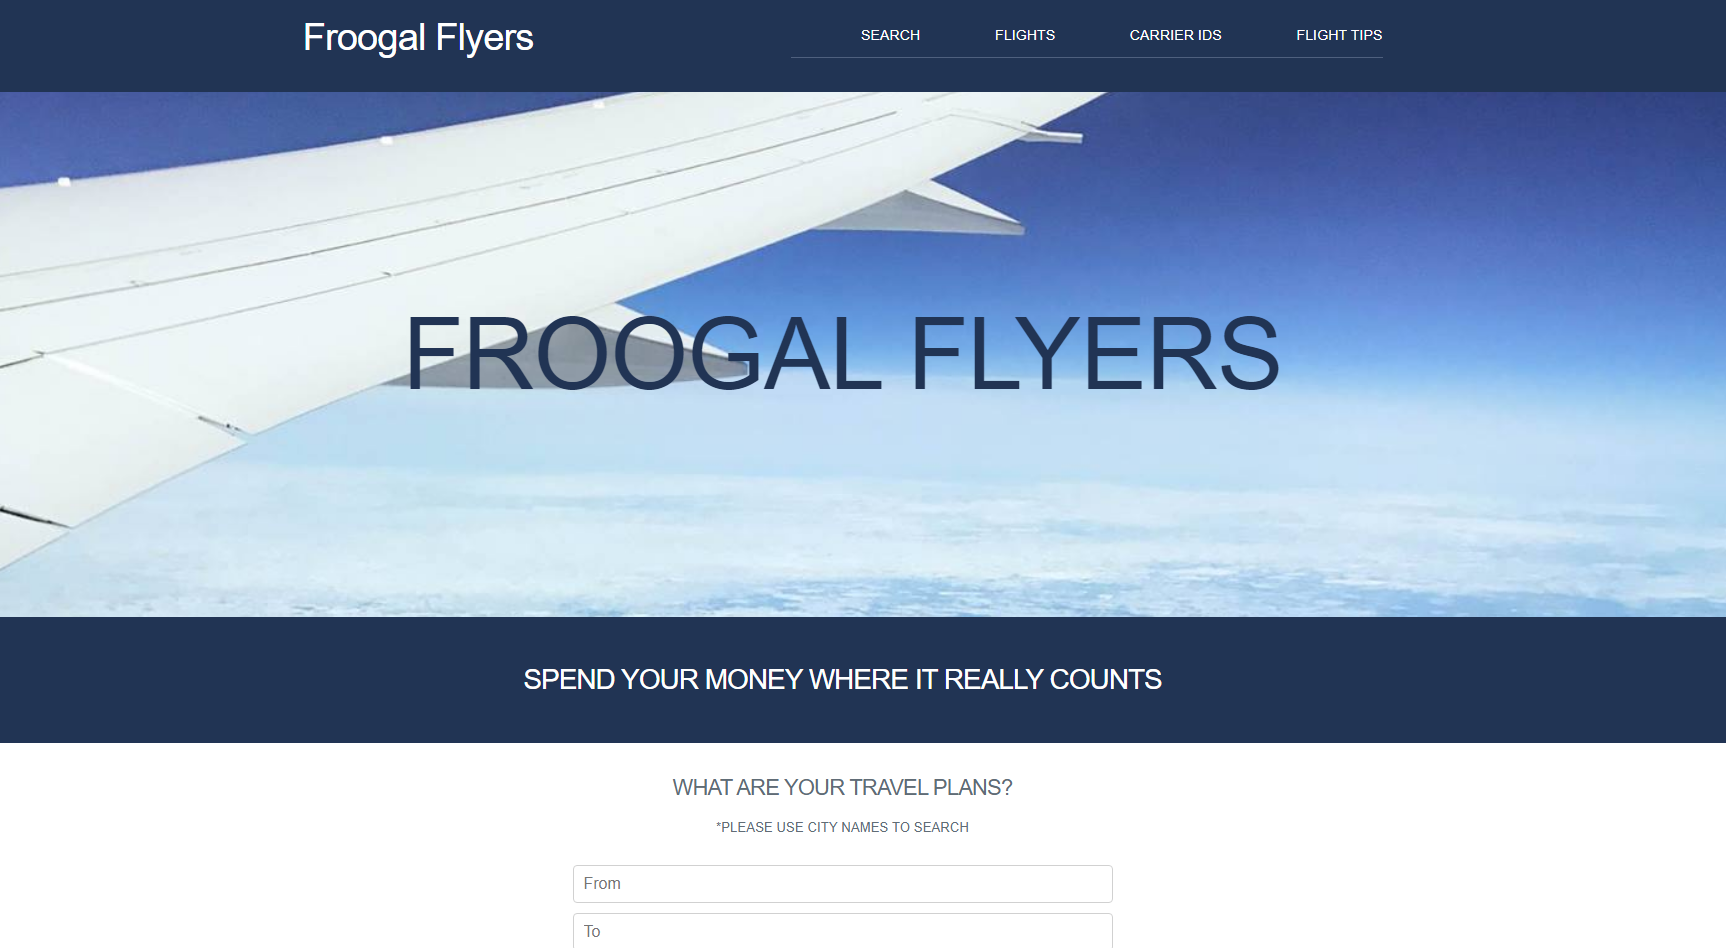 Froogal Flyers
SEARCH FLIGHTS CARRIER IDS FLIGHT TIPS
FROOGAL FLYERS
SPEND YOUR MONEY WHERE IT REALLY COUNTS
WHAT ARE YOUR TRAVEL PLANS?
*PLEASE USE CITY NAMES TO SEARCH
From
To